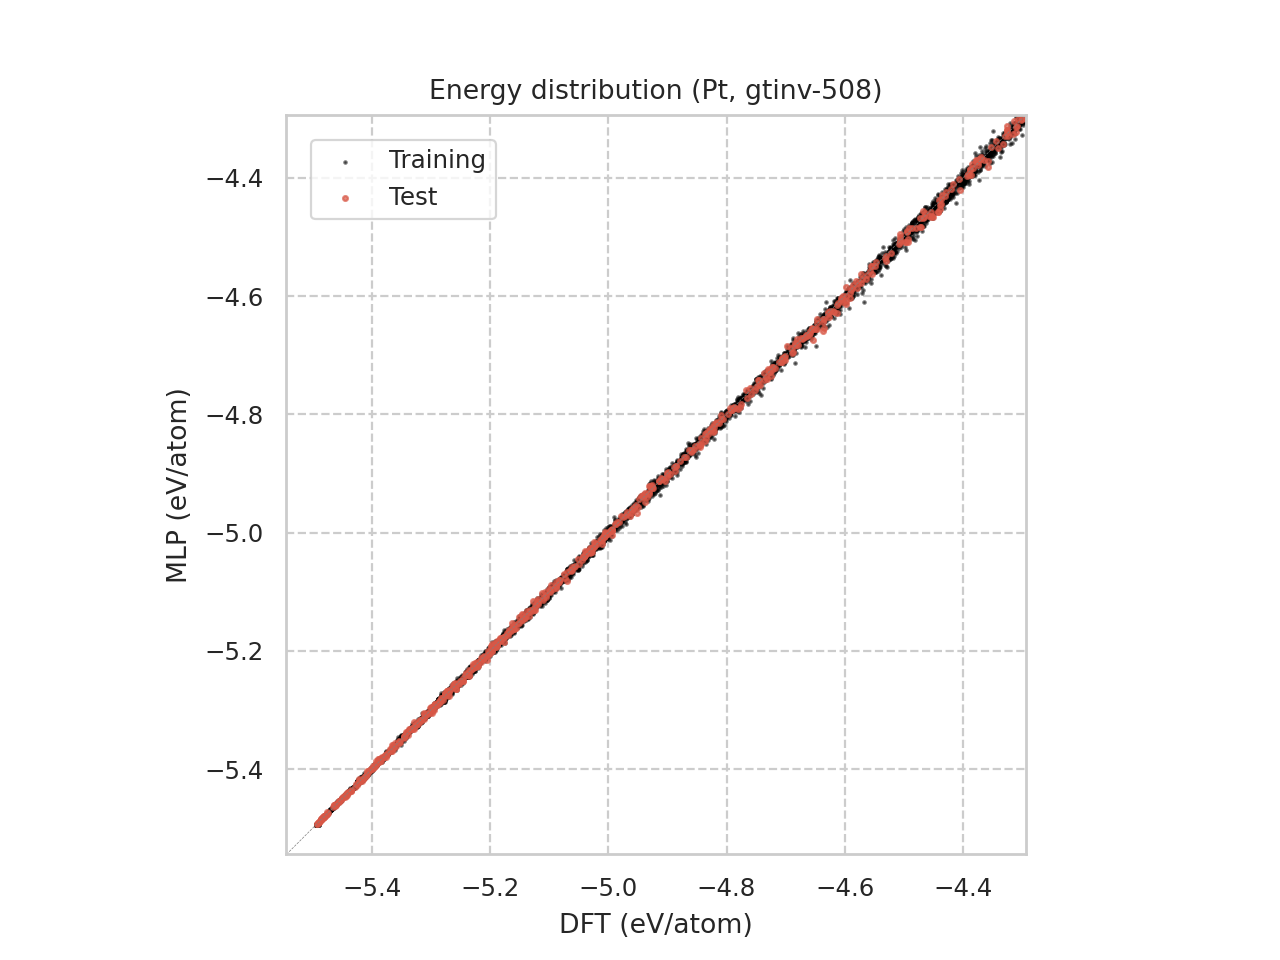 Energy distribution (Pt, gtinv-508)
Training
Test
−4.4
−4.6
−4.8
−5.0
−5.2
−5.4
MLP (eV/atom)
−5.4 −5.2 −5.0 −4.8 −4.6 −4.4
DFT (eV/atom)